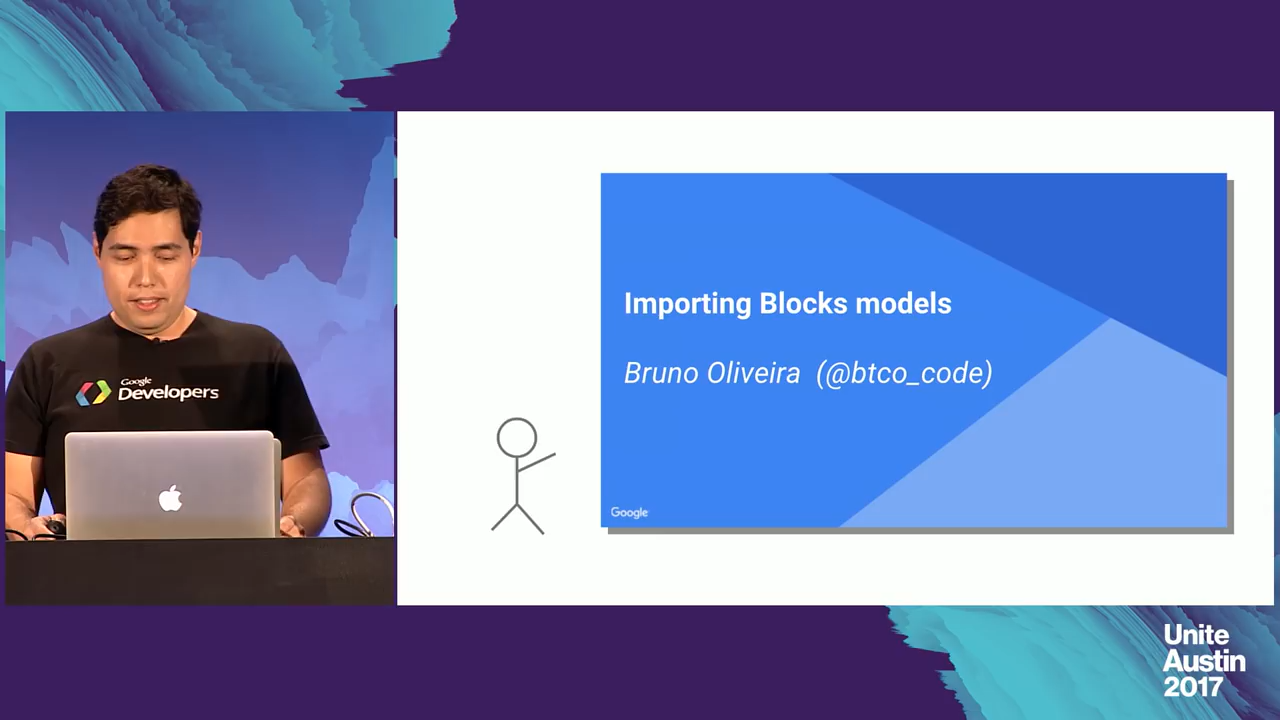 Google
Developers
Importing Blocks models
Bruno Oliveira (@btco_code)
Google
Unite
Austin
2017